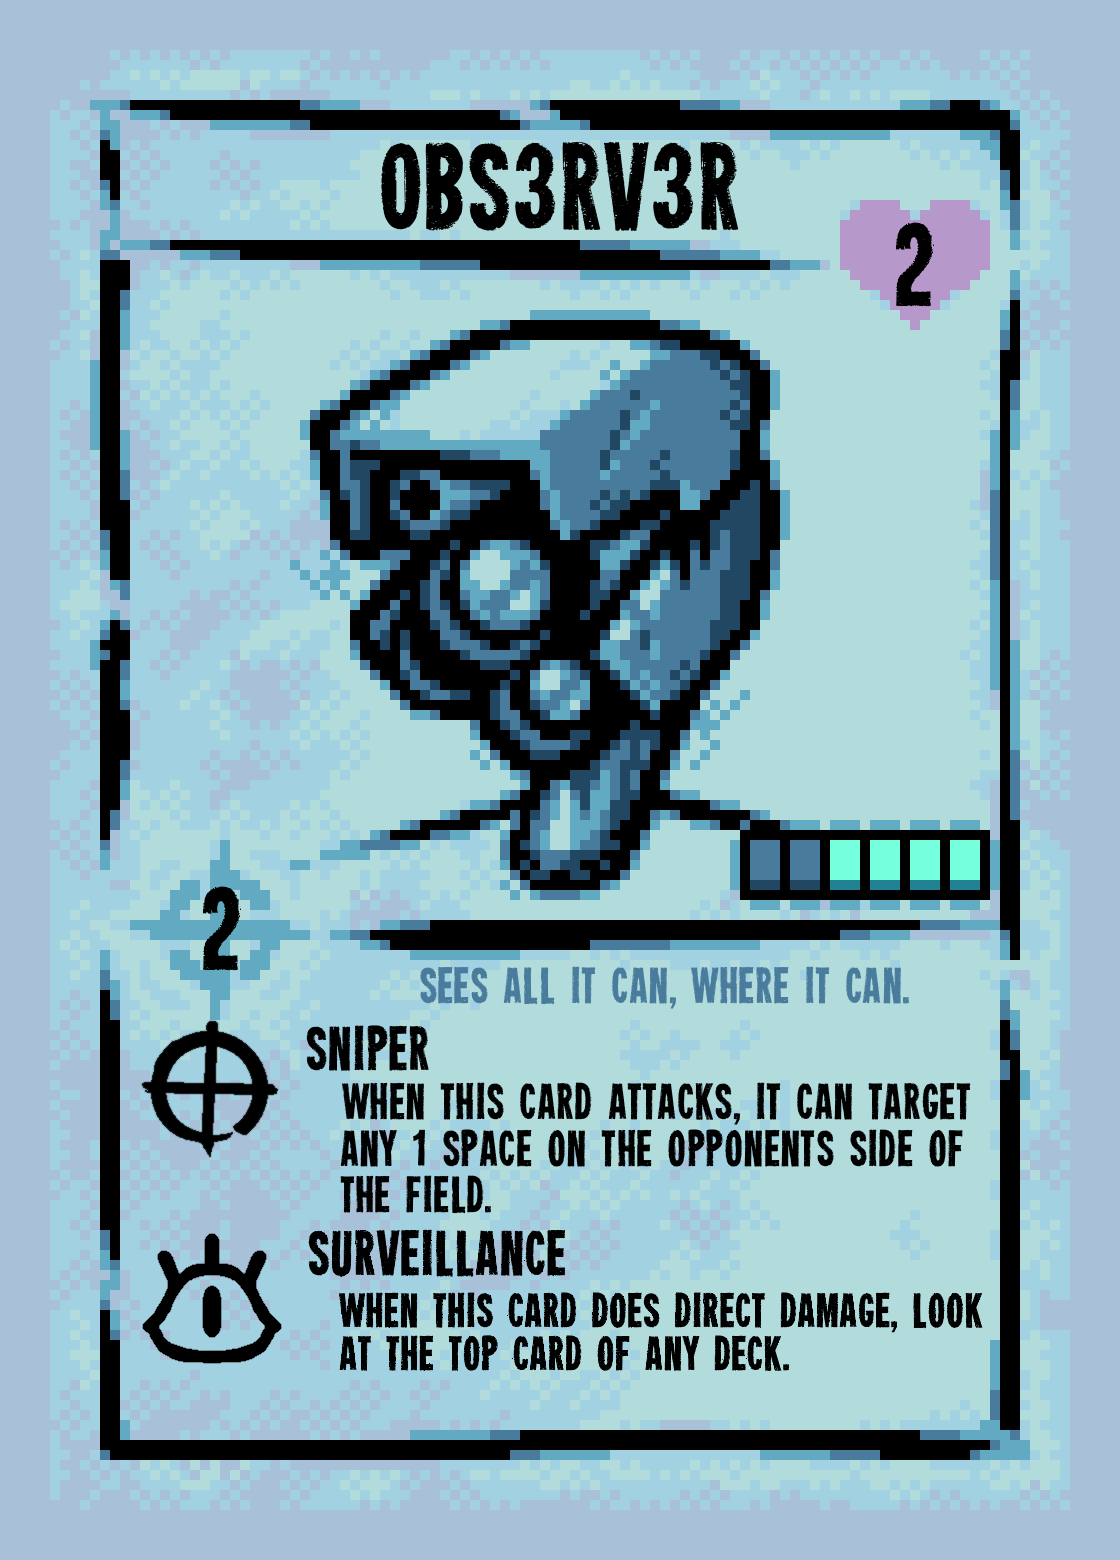 OBS3RV3R
2
2
SEES ALL IT CAN, WHERE IT CAN.
SNIPER
WHEN THIS CARD ATTACKS, IT CAN TARGET
ANY 1 SPACE ON THE OPPONENTS SIDE OF
THE FIELD.
SURVEILLANCE
WHEN THIS CARD DOES DIRECT DAMAGE, LOOK
AT THE TOP CARD OF ANY DECK.